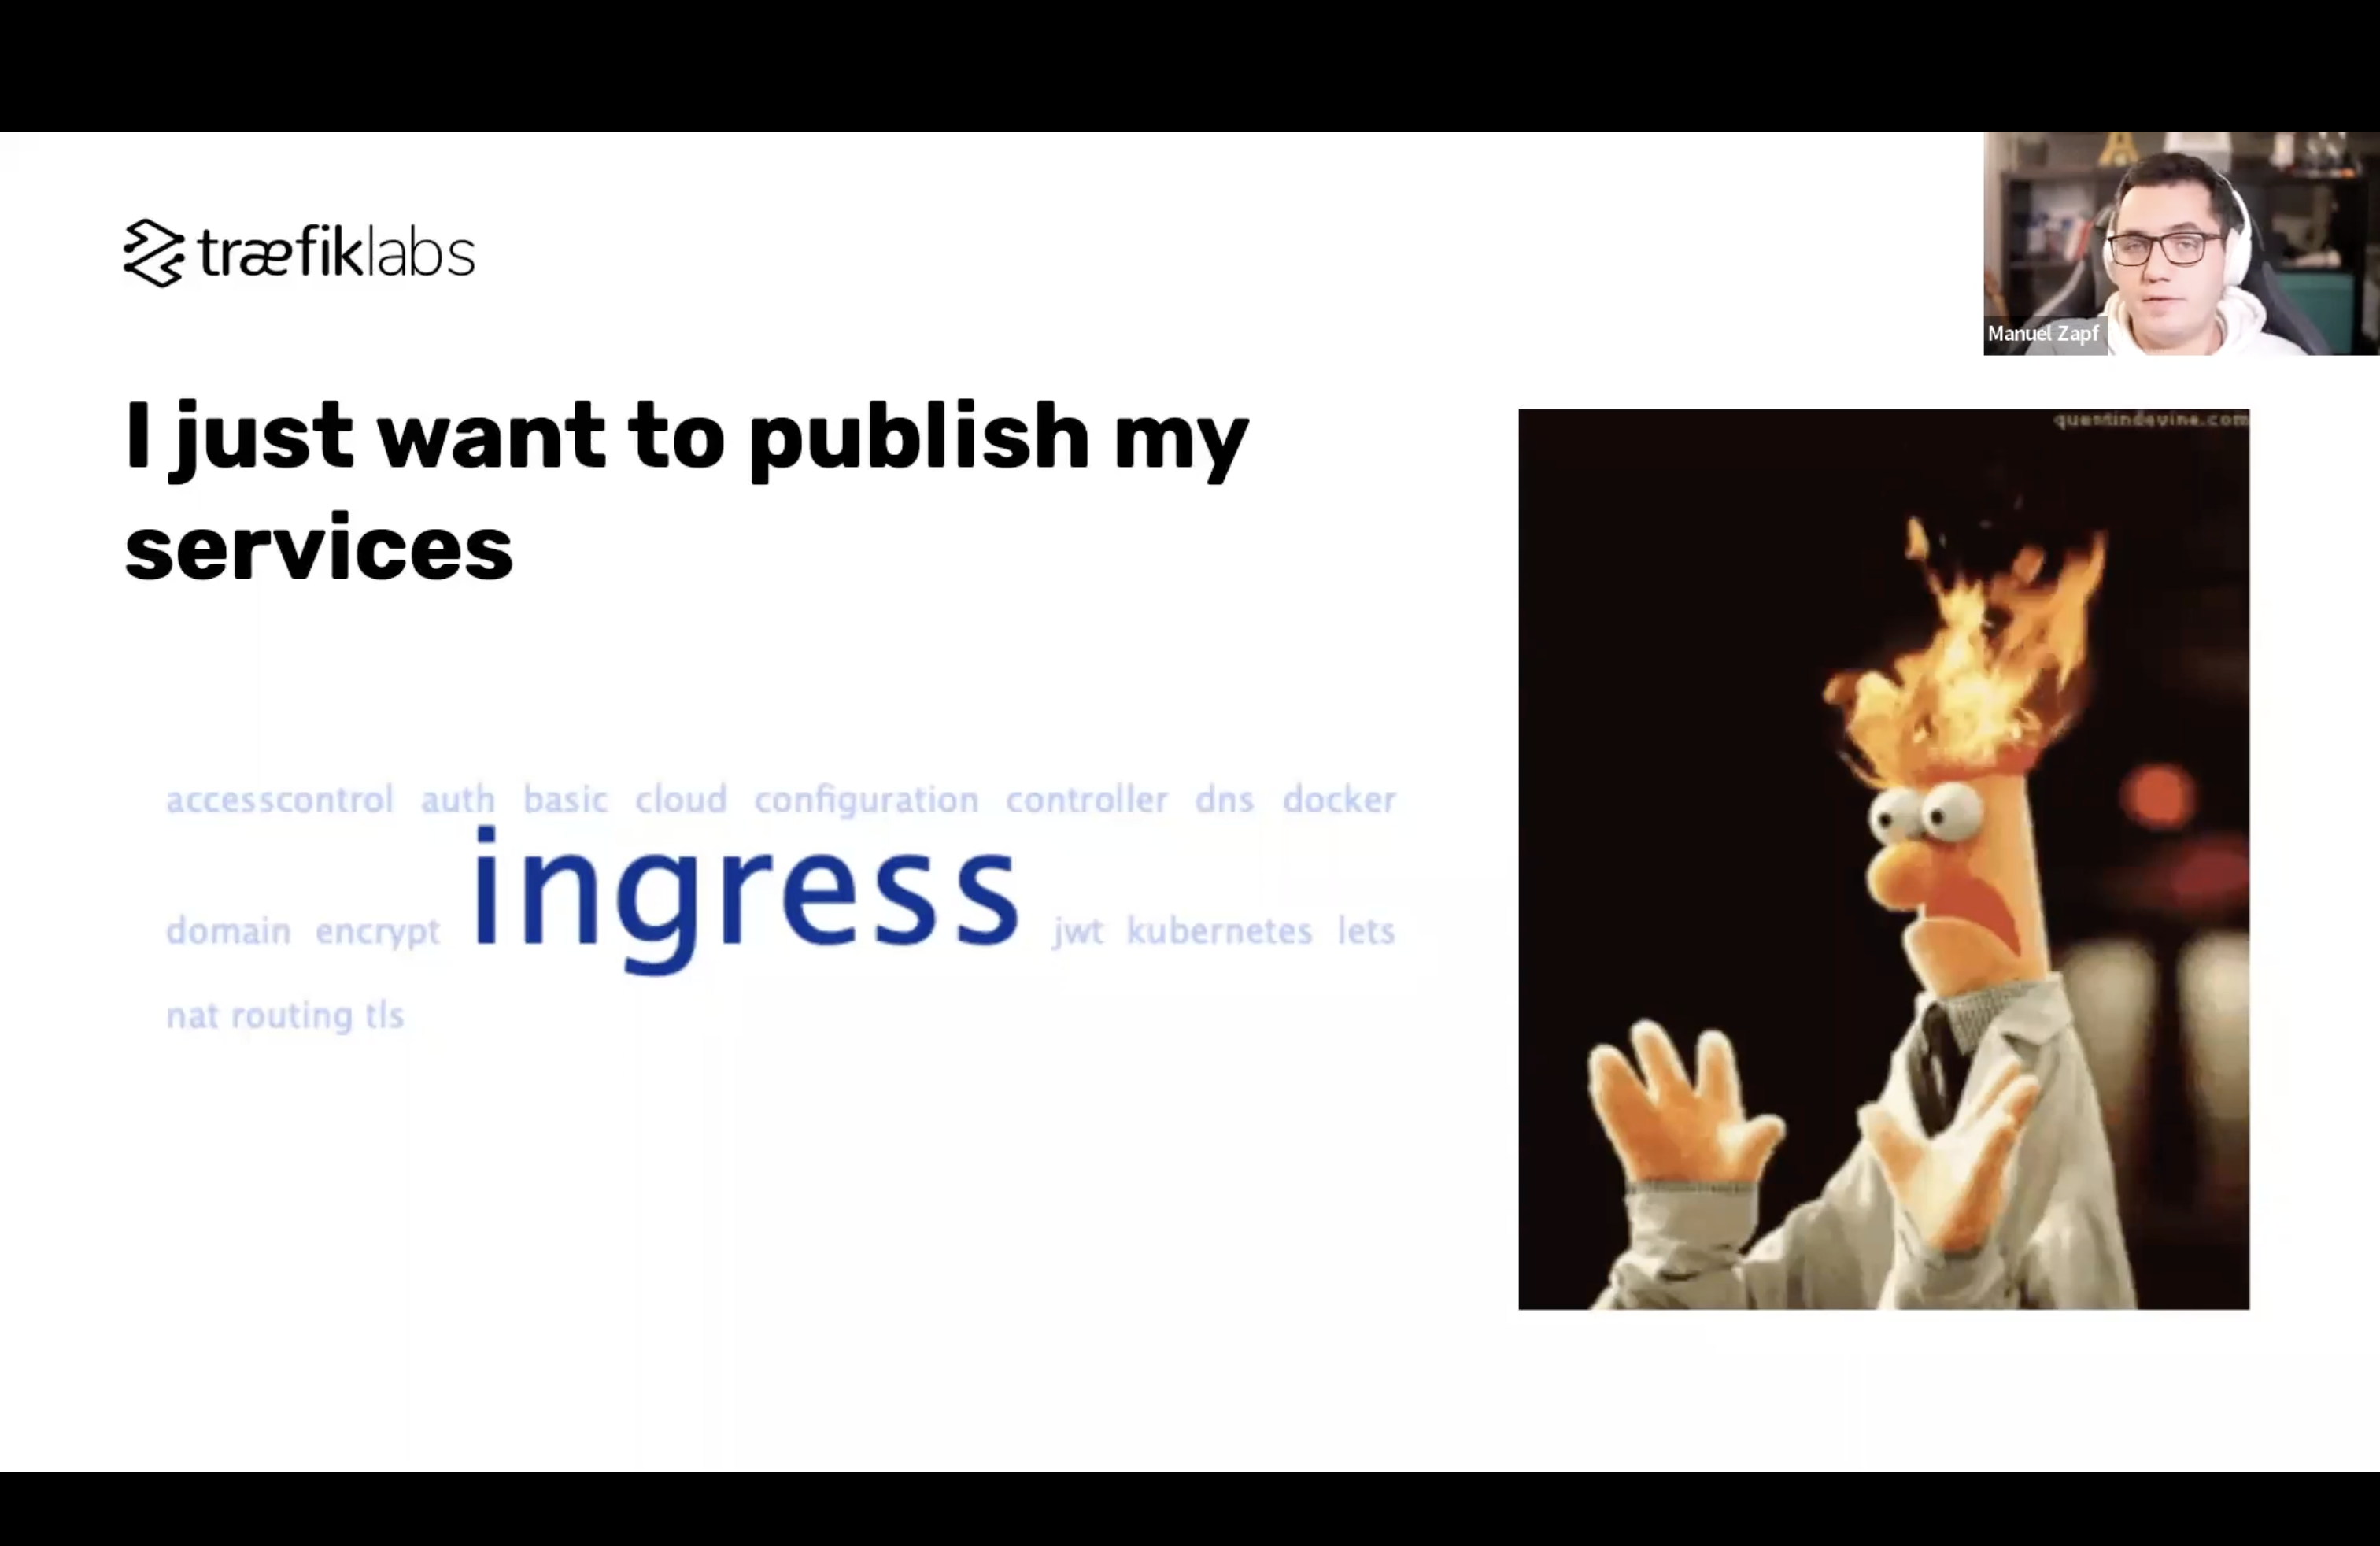 træfiklabs
Manuel Zapf
I just want to publish my
services
quentindevine.com
accesscontrol auth basic cloud configuration controller dns docker
domain encrypt ingress jwt kubernetes lets
nat routing tls